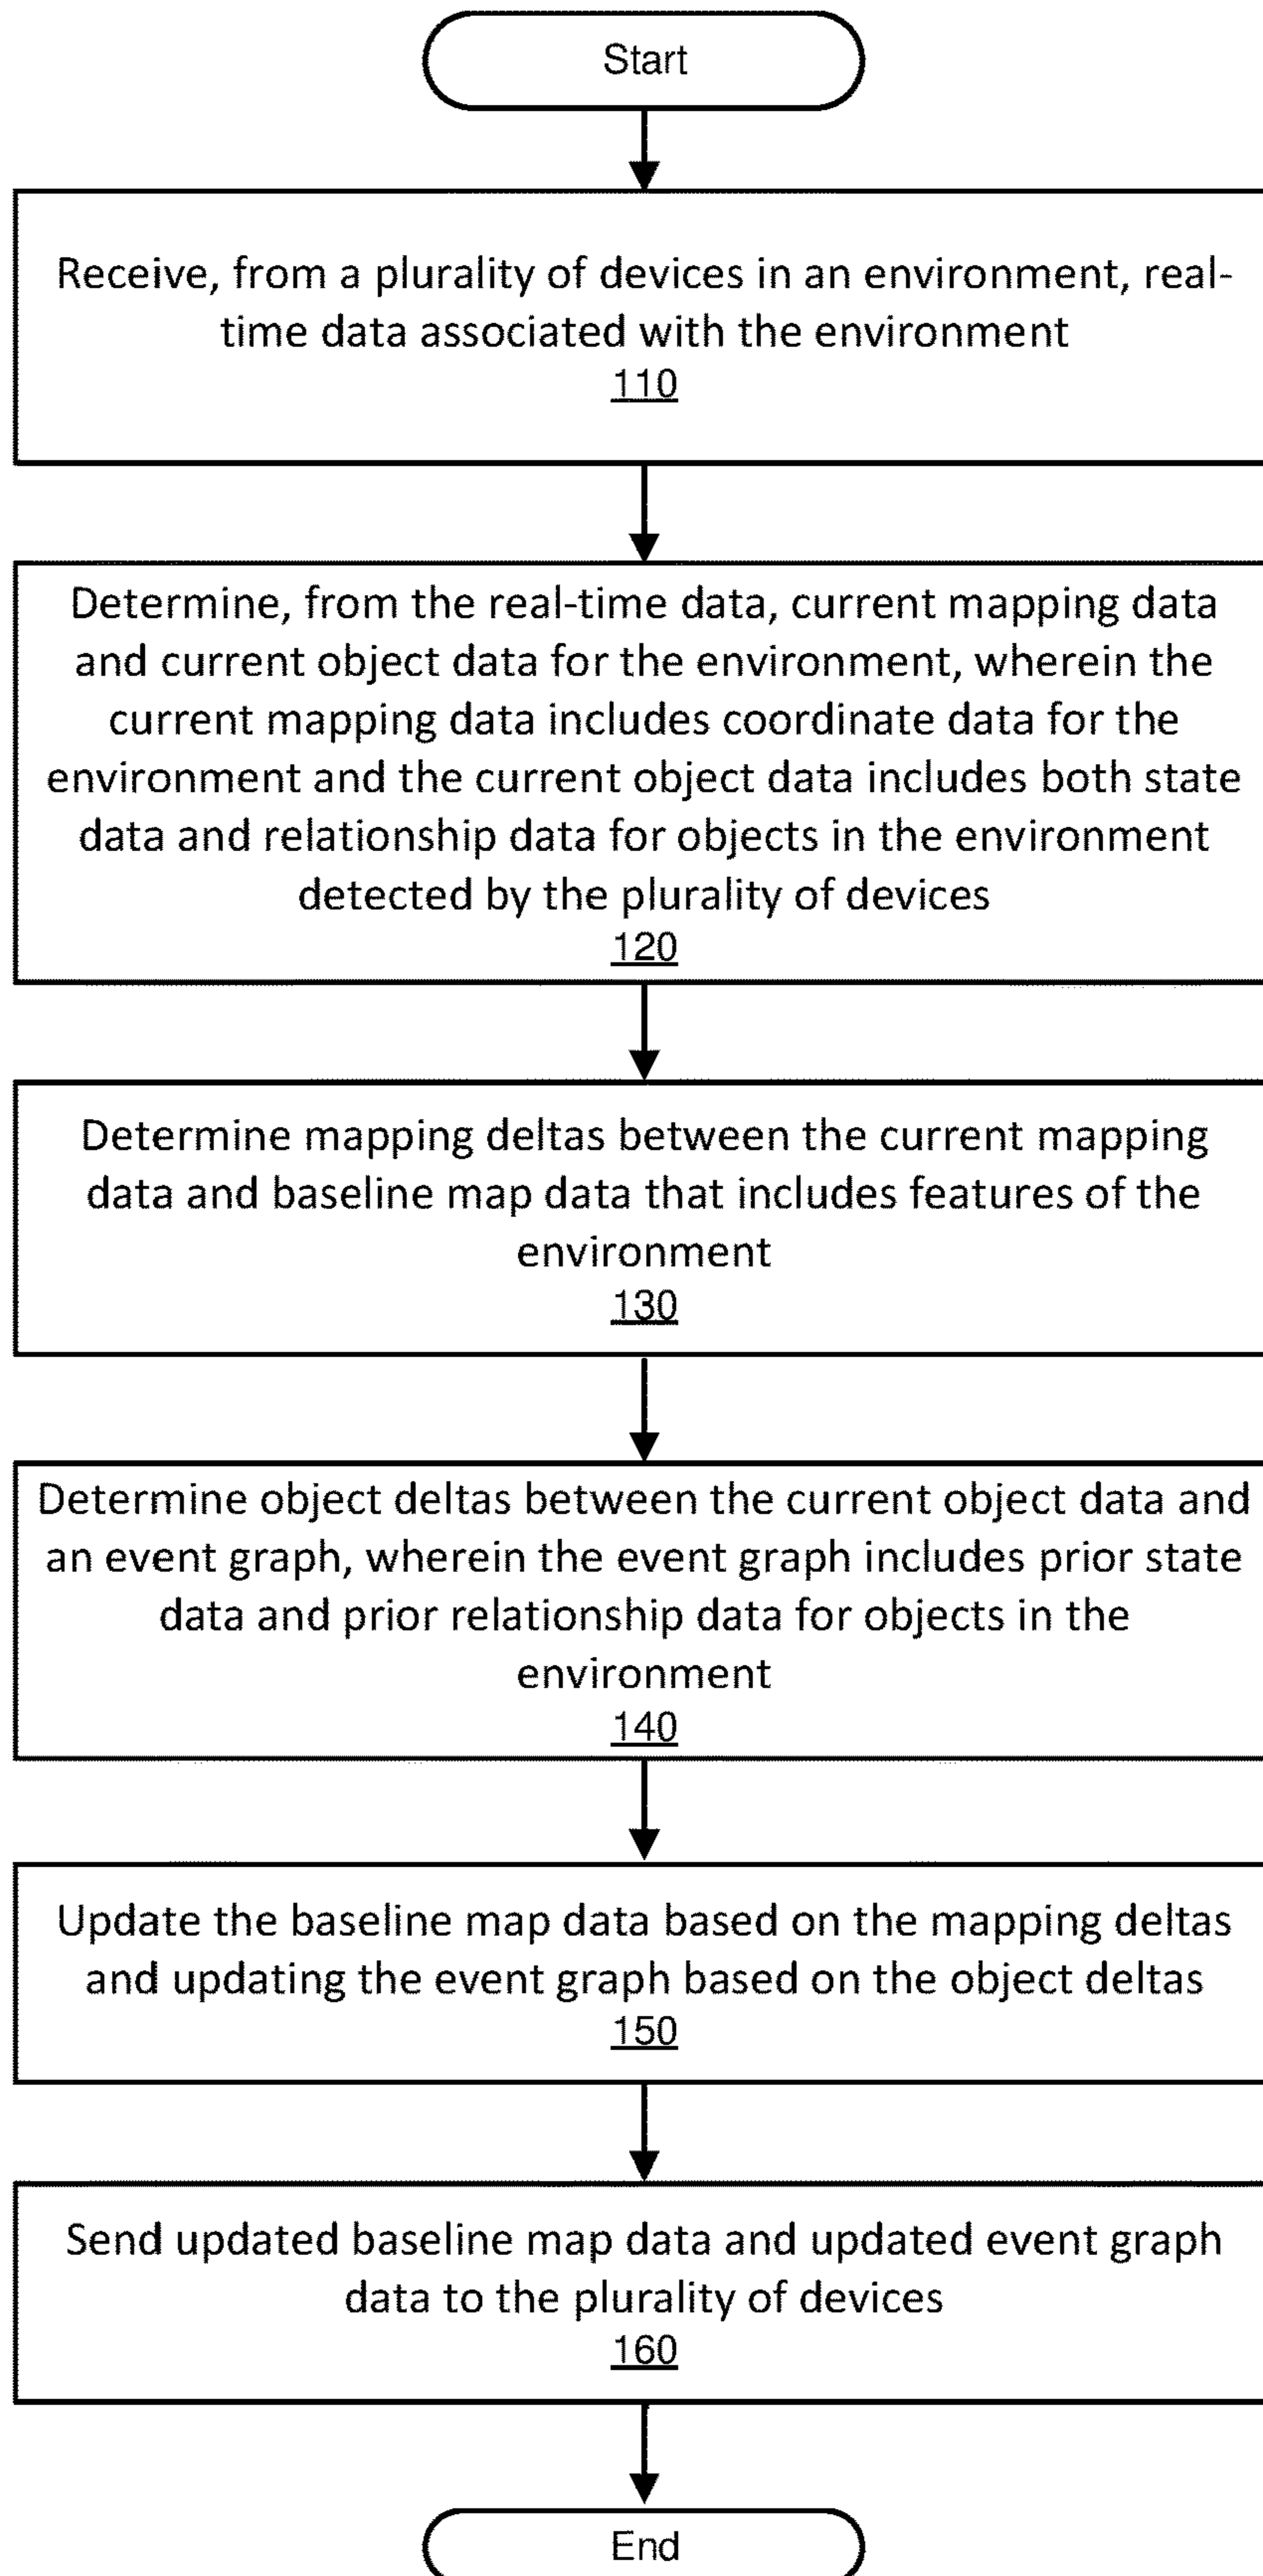 Start
Receive, from a plurality of devices in an environment, real-
time data associated with the environment
110
Determine, from the real-time data, current mapping data
and current object data for the environment, wherein the
current mapping data includes coordinate data for the
environment and the current object data includes both state
data and relationship data for objects in the environment
detected by the plurality of devices
120
Determine mapping deltas between the current mapping
data and baseline map data that includes features of the
environment
130
Determine object deltas between the current object data and
an event graph, wherein the event graph includes prior state
data and prior relationship data for objects in the
environment
140
Update the baseline map data based on the mapping deltas
and updating the event graph based on the object deltas
150
Send updated baseline map data and updated event graph
data to the plurality of devices
160
End